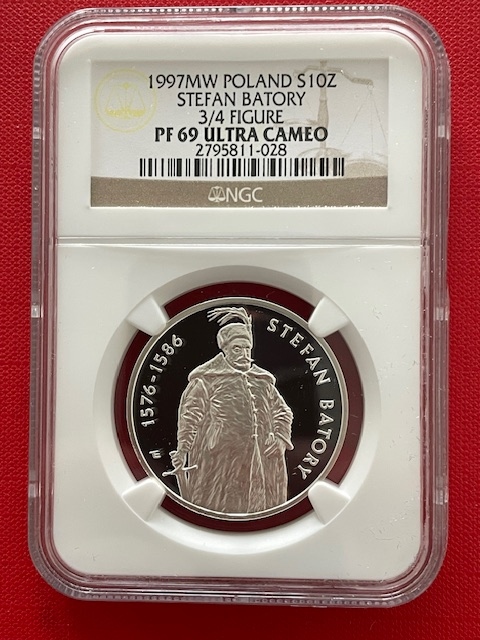 1997MW POLAND S10Z
STEFAN BATORY
3/4 FIGURE
PF 69 ULTRA CAMEO
2795811-028
NGC
1576-1586
STEFAN BATORY